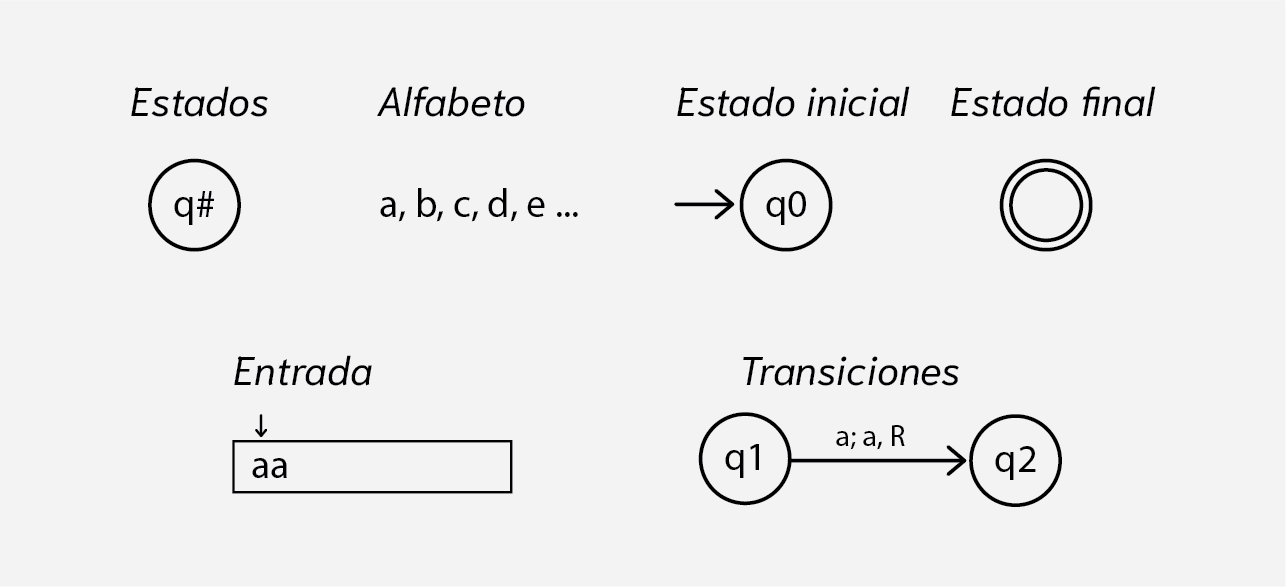 Estados Alfabeto Estado inicial Estado final
q# a, b, c, d, e ... q0
Entrada Transiciones
a; a, R
aa q1 q2